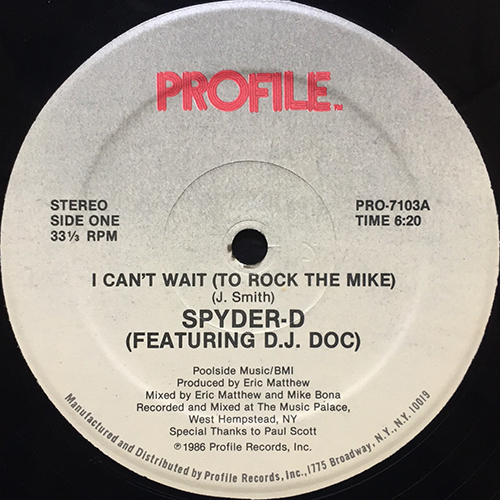 PROFILE™
STEREO
SIDE ONE
33⅓ RPM
PRO-7103A
TIME 6:20
I CAN'T WAIT (TO ROCK THE MIKE)
(J. Smith)
SPYDER-D
(FEATURING D.J. DOC)
Poolside Music/BMI
Produced by Eric Matthew
Mixed by Eric Matthew and Mike Bona
Recorded and Mixed at The Music Palace,
West Hempstead, NY
Special Thanks to Paul Scott
℗1986 Profile Records, Inc.
Manufactured and Distributed by Profile Records, Inc., 1775 Broadway, N.Y., N.Y. 10019